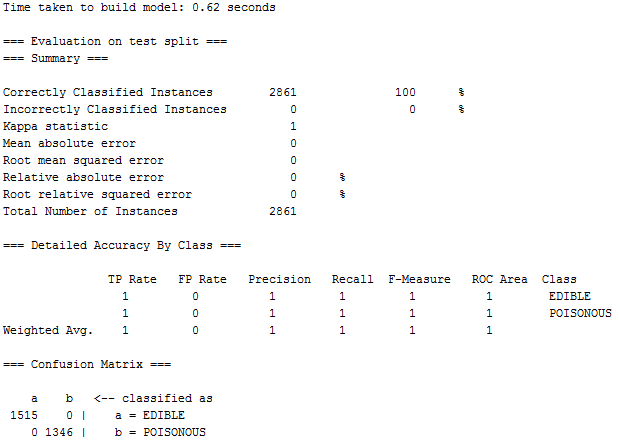 Time taken to build model: 0.62 seconds
=== Evaluation on test split ===
=== Summary ===
Correctly Classified Instances 2861 100 %
Incorrectly Classified Instances 0 0 %
Kappa statistic 1
Mean absolute error 0
Root mean squared error 0
Relative absolute error 0 %
Root relative squared error 0 %
Total Number of Instances 2861
=== Detailed Accuracy By Class ===
TP Rate FP Rate Precision Recall F-Measure ROC Area Class
1 0 1 1 1 1 EDIBLE
1 0 1 1 1 1 POISONOUS
Weighted Avg. 1 0 1 1 1 1
=== Confusion Matrix ===
a b <-- classified as
1515 0 | a = EDIBLE
0 1346 | b = POISONOUS